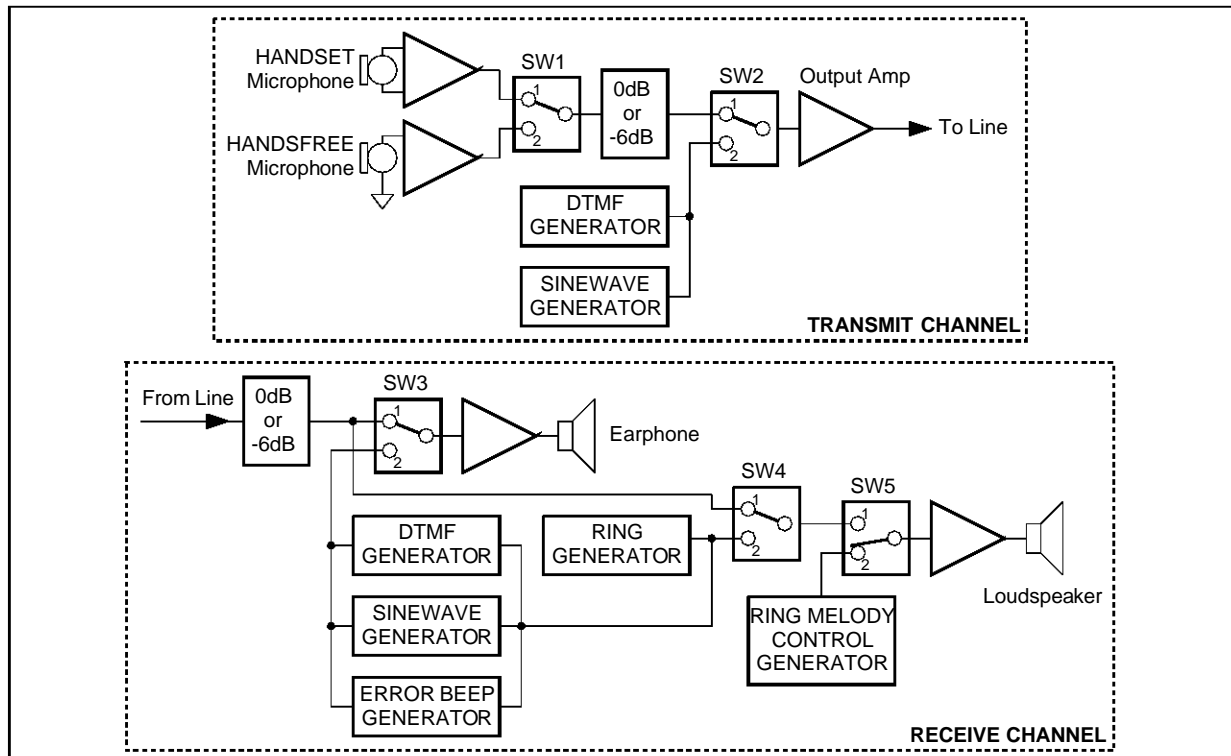 HANDSET
Microphone
HANDSFREE
Microphone
SW1
1
2
0dB
or
-6dB
SW2
1
2
Output Amp
To Line
DTMF
GENERATOR
SINEWAVE
GENERATOR
TRANSMIT CHANNEL
From Line
0dB
or
-6dB
SW3
1
2
Earphone
SW4
1
2
SW5
1
2
Loudspeaker
DTMF
GENERATOR
RING
GENERATOR
SINEWAVE
GENERATOR
RING MELODY
CONTROL
GENERATOR
ERROR BEEP
GENERATOR
RECEIVE CHANNEL